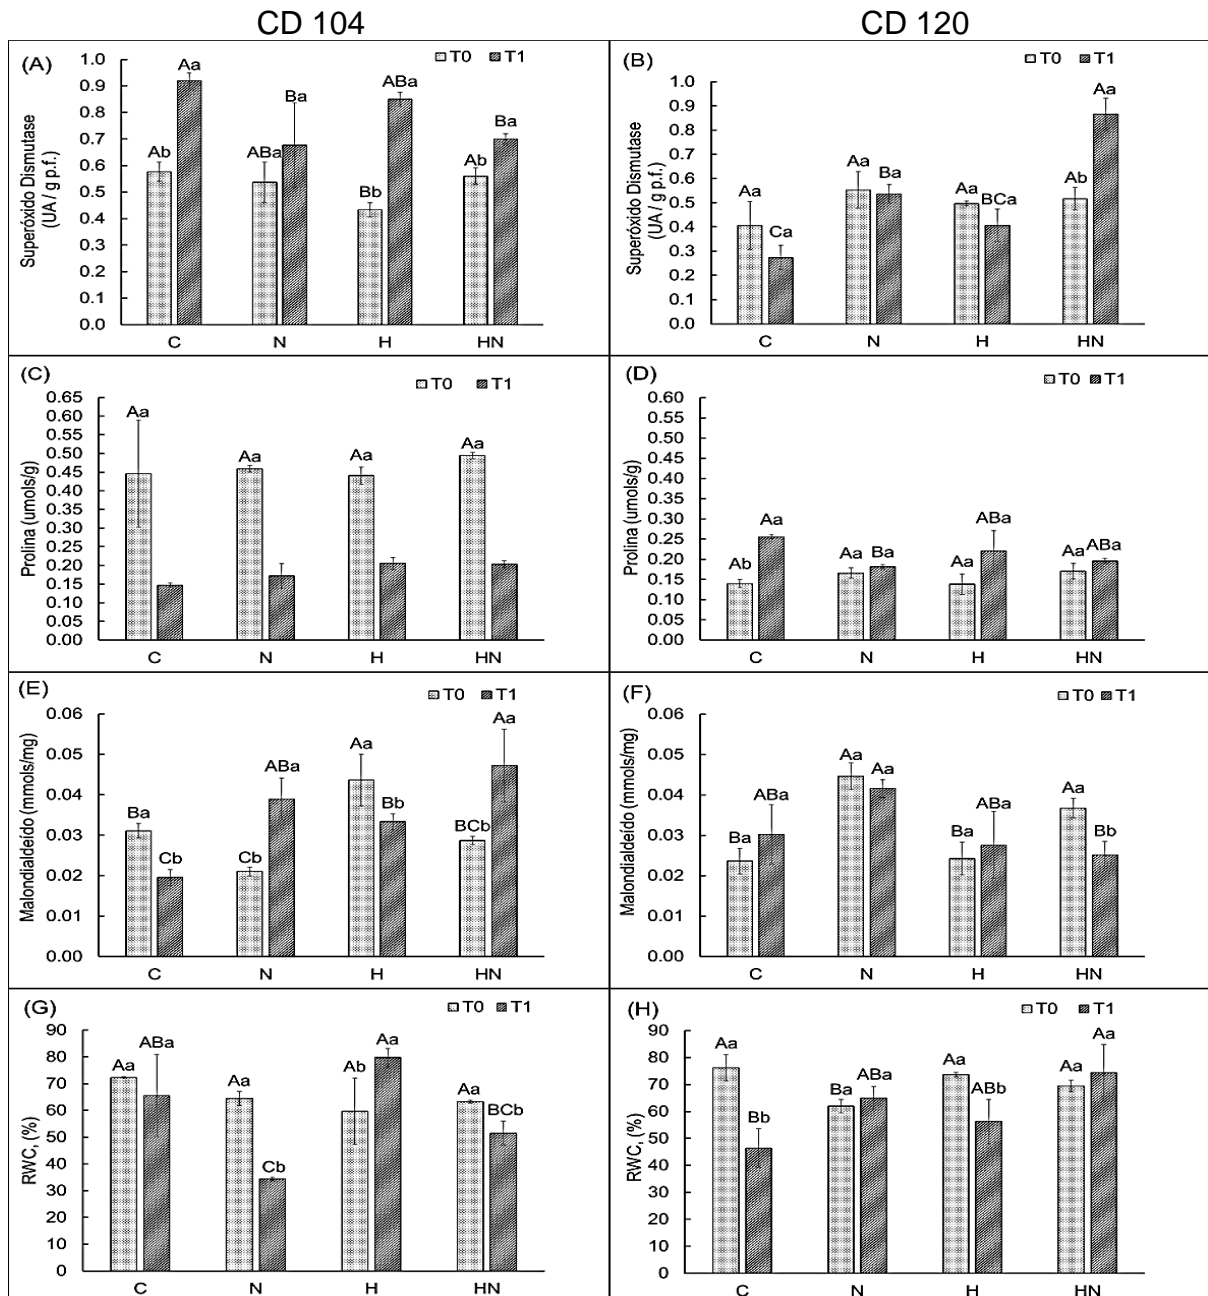 CD 104
CD 120
(A)
T0 T1
Superóxido Dismutase
(UA / g p.f.)
1.0
0.9
0.8
0.7
0.6
0.5
0.4
0.3
0.2
0.1
0.0
Ab Aa ABa Ba Bb ABa Ab Ba
C N H HN
(B)
T0 T1
Superóxido Dismutase
(UA / g p.f.)
1.0
0.9
0.8
0.7
0.6
0.5
0.4
0.3
0.2
0.1
0.0
Aa Ca Aa Ba Aa BCa Ab Aa
C N H HN
(C)
T0 T1
Prolina (umols/g)
0.65
0.60
0.55
0.50
0.45
0.40
0.35
0.30
0.25
0.20
0.15
0.10
0.05
0.00
Aa Aa Aa Aa
C N H HN
(D)
T0 T1
Prolina (umols/g)
0.60
0.55
0.50
0.45
0.40
0.35
0.30
0.25
0.20
0.15
0.10
0.05
0.00
Ab Aa Aa Ba Aa ABa Aa ABa
C N H HN
(E)
T0 T1
Malondialdeído (mmols/mg)
0.06
0.05
0.04
0.03
0.02
0.01
0.00
Ba Cb Cb ABa Aa Bb BCb Aa
C N H HN
(F)
T0 T1
Malondialdeído (mmols/mg)
0.06
0.05
0.04
0.03
0.02
0.01
0.00
Ba ABa Aa Aa Ba ABa Aa Bb
C N H HN
(G)
T0 T1
RWC, (%)
90
80
70
60
50
40
30
20
10
0
Aa ABa Aa Cb Ab Aa Aa BCb
C N H HN
(H)
T0 T1
RWC, (%)
90
80
70
60
50
40
30
20
10
0
Aa Bb Ba ABa Aa ABb Aa Aa
C N H HN